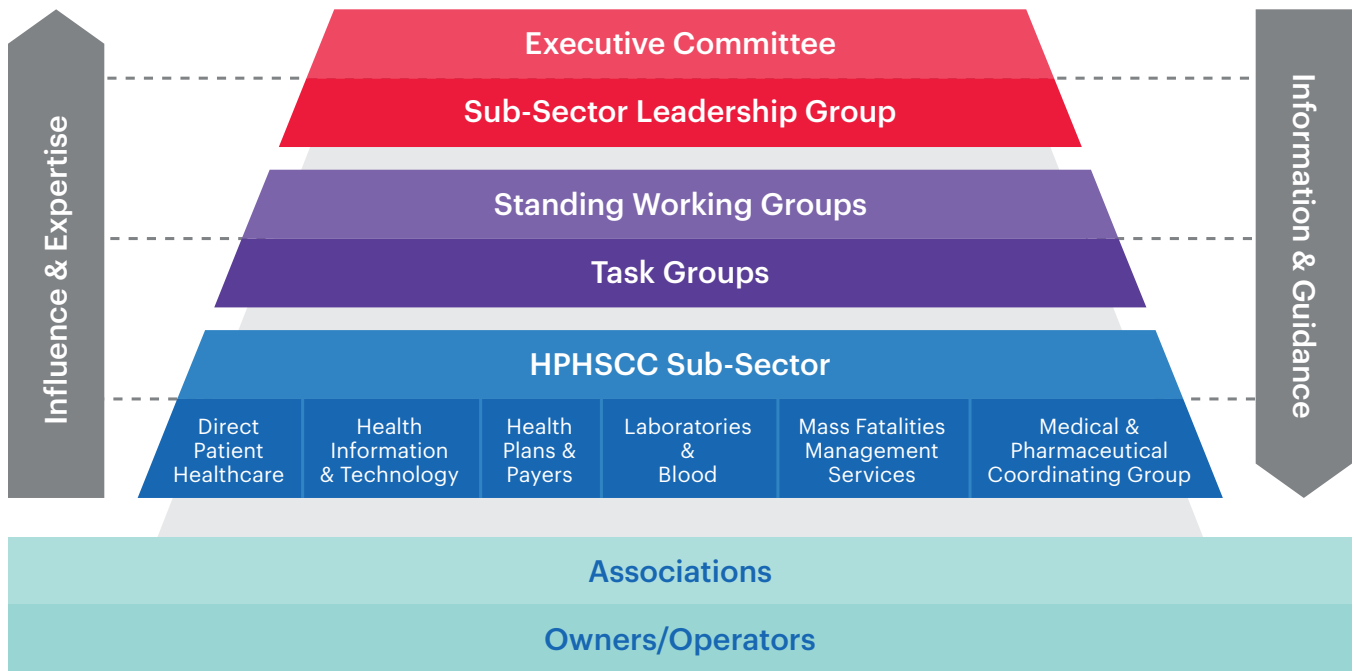 Executive Committee
Sub-Sector Leadership Group
Influence & Expertise
Information & Guidance
Standing Working Groups
Task Groups
HPHSCC Sub-Sector
Direct
Patient
Healthcare
Health
Information
& Technology
Health
Plans &
Payers
Laboratories
&
Blood
Mass Fatalities
Management
Services
Medical &
Pharmaceutical
Coordinating Group
Associations
Owners/Operators